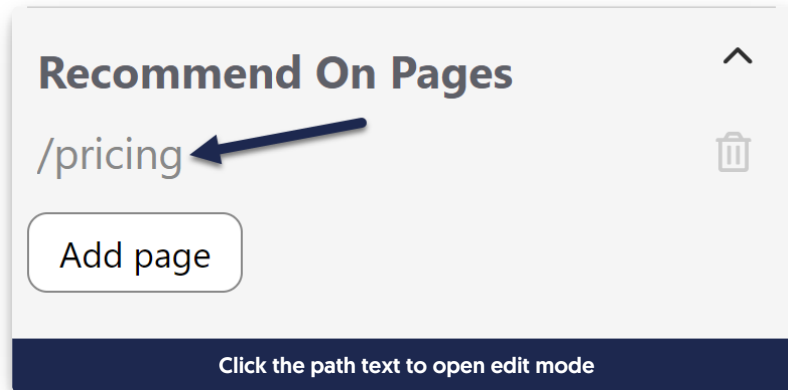 Recommend On Pages
/pricing
Add page
Click the path text to open edit mode